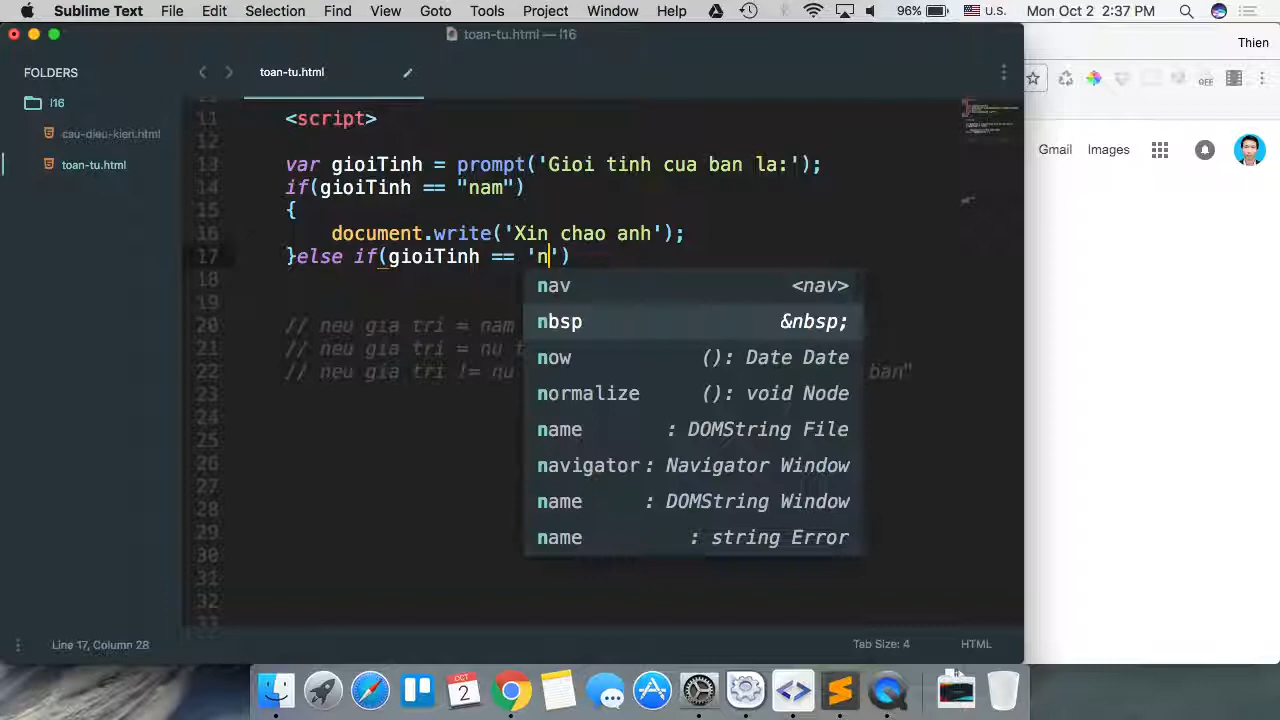 Sublime Text File Edit Selection Find View Goto Tools Project Window Help 96% U.S. Mon Oct 2 2:37 PM
toan-tu.html — l16
Thien
FOLDERS
toan-tu.html
l16
cau-dieu-kien.html
toan-tu.html
OFF
Gmail Images
11 <script>
12
13 var gioiTinh = prompt('Gioi tinh cua ban la:');
14 if(gioiTinh == "nam")
15 {
16 document.write('Xin chao anh');
17 }else if(gioiTinh == 'n')
18
19
20 // neu gia tri = nam
21 // neu gia tri = nu t
22 // neu gia tri != nu ban"
23
24
25
26
27
28
29
30
31
32
33
nav <nav>
nbsp &nbsp;
now (): Date Date
normalize (): void Node
name : DOMString File
navigator : Navigator Window
name : DOMString Window
name : string Error
Line 17, Column 28
Tab Size: 4
HTML
OCT
2